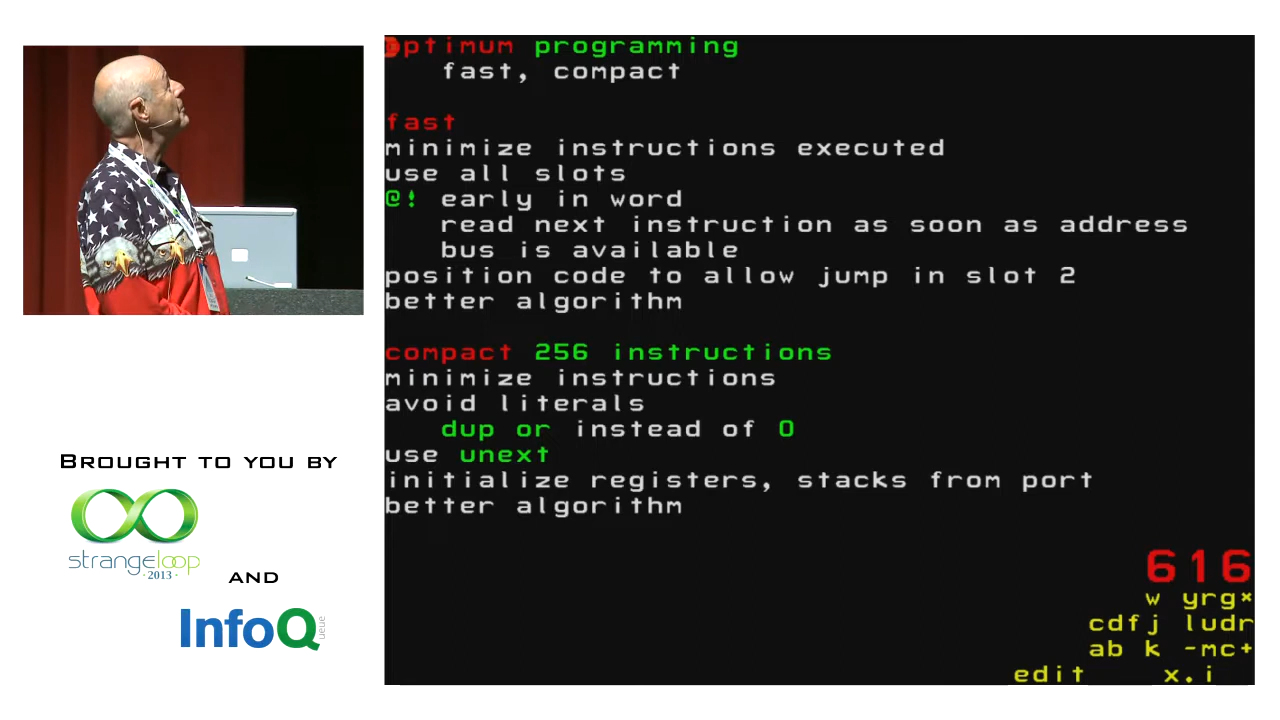 optimum programming
fast, compact
fast
minimize instructions executed
use all slots
@! early in word
read next instruction as soon as address
bus is available
position code to allow jump in slot 2
better algorithm
compact 256 instructions
minimize instructions
avoid literals
dup or instead of 0
use unext
initialize registers, stacks from port
better algorithm
616
w yrg*
cdfj ludr
ab k -mc+
edit x.i
BROUGHT TO YOU BY
strangeloop
·2013·
AND
InfoQ
ueue